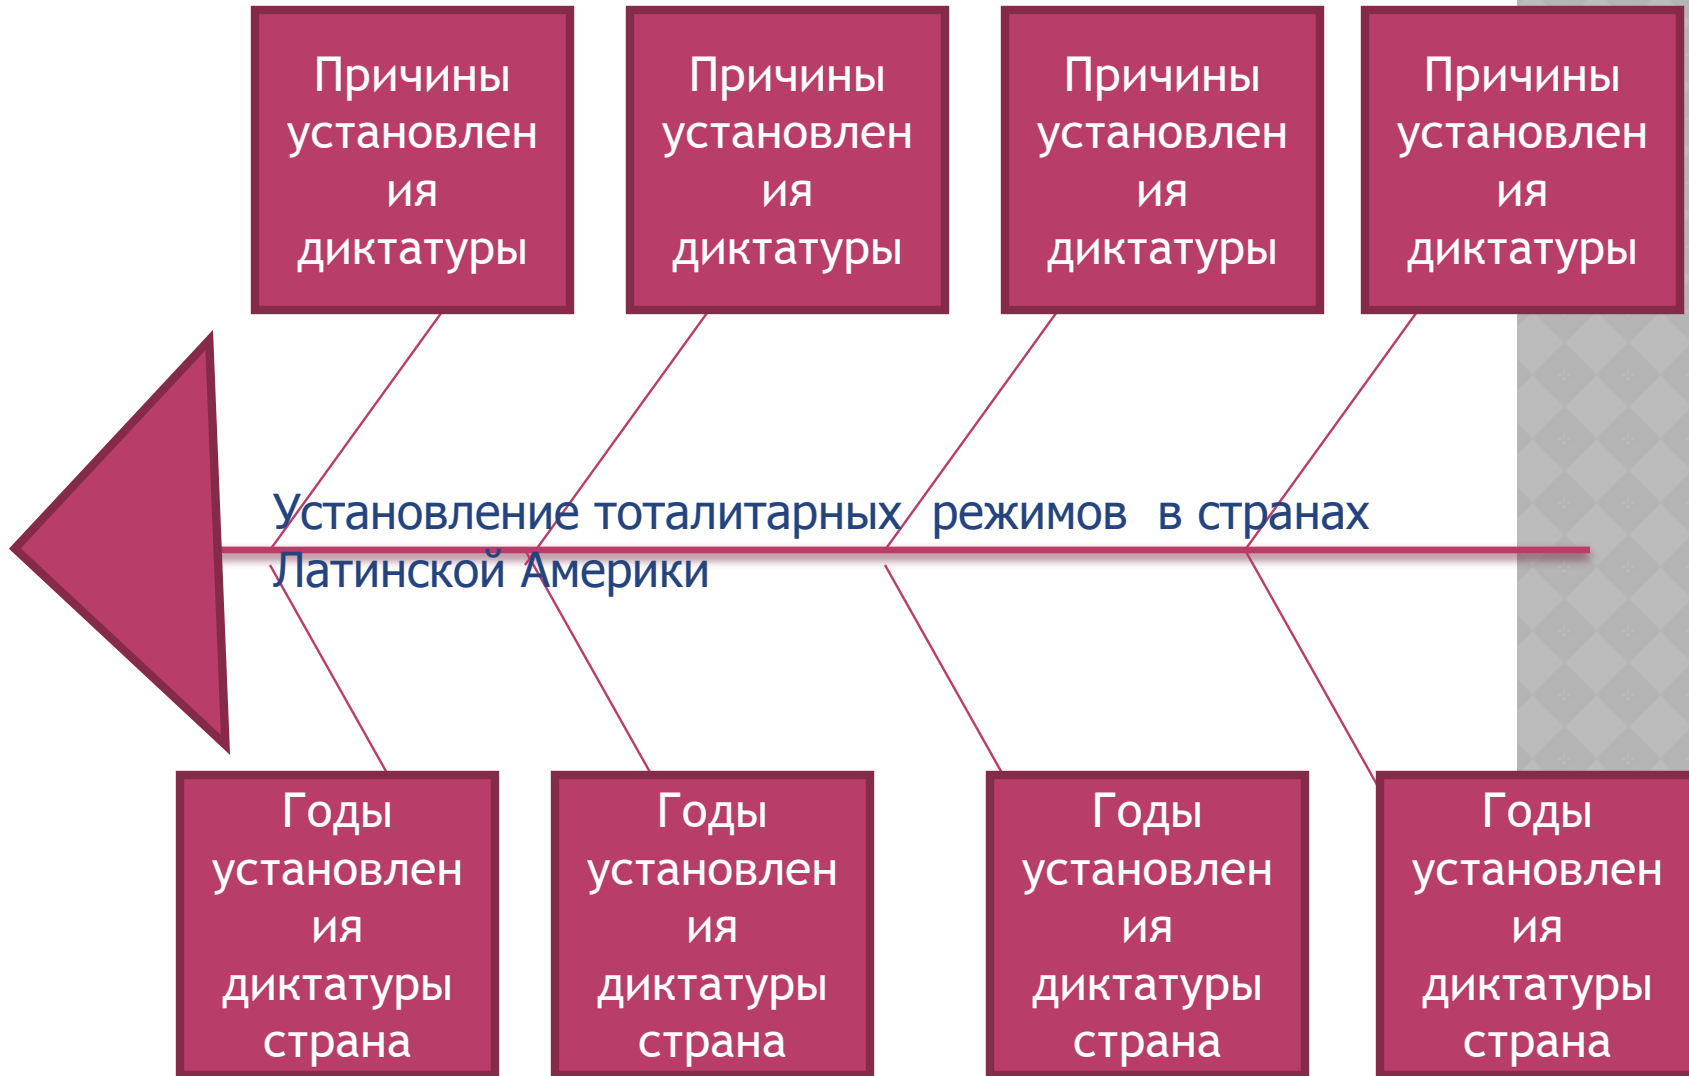 Причины
установлен
ия
диктатуры
Причины
установлен
ия
диктатуры
Причины
установлен
ия
диктатуры
Причины
установлен
ия
диктатуры
Установление тоталитарных режимов в странах
Латинской Америки
Годы
установлен
ия
диктатуры
страна
Годы
установлен
ия
диктатуры
страна
Годы
установлен
ия
диктатуры
страна
Годы
установлен
ия
диктатуры
страна